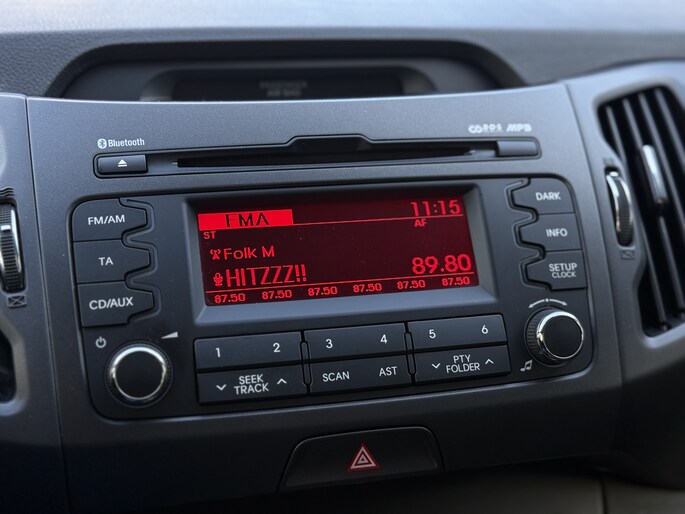 Bluetooth
MP3
FM/AM
FMA
11:15
DARK
ST
AF
Folk M
INFO
TA
HITZZZ!!
89.80
SETUP
CLOCK
CD/AUX
87.50 87.50 87.50 87.50 87.50 87.50
1 2 3 4 5 6
SEEK
TRACK
SCAN AST
PTY
FOLDER